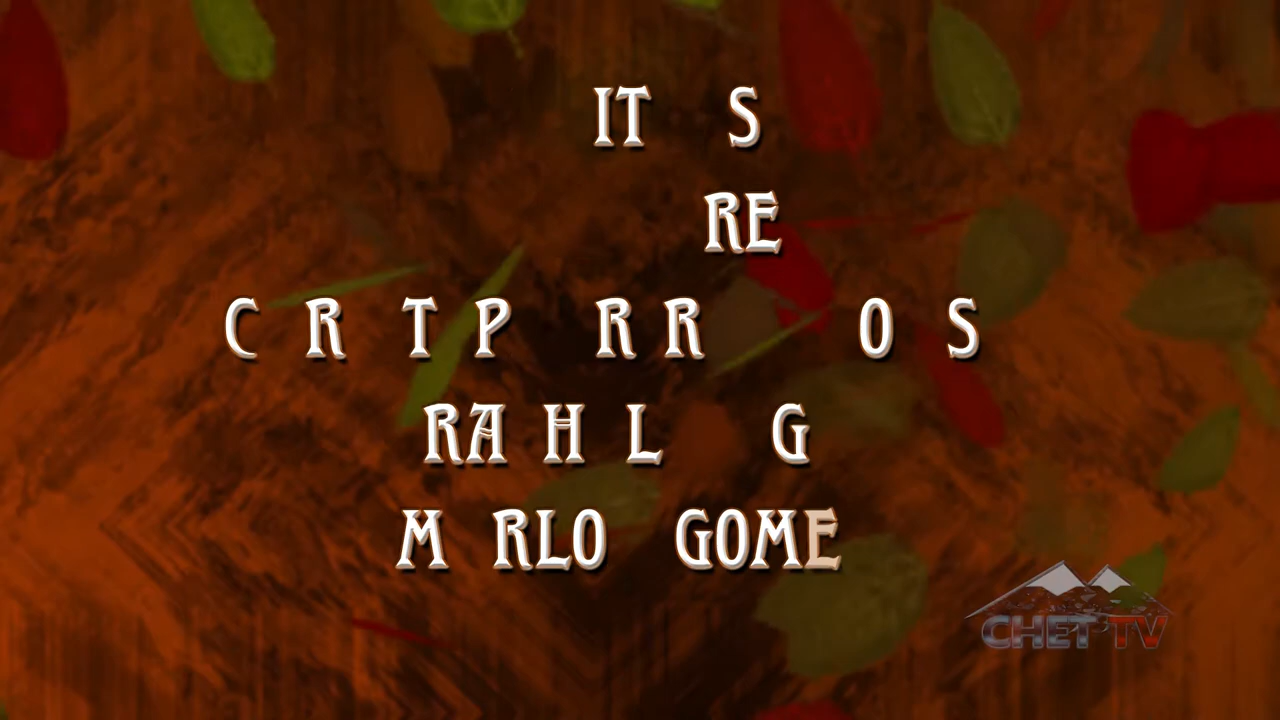 IT S
RE
C R T P R R O S
RA H L G
M RLO GOME
CHET TV